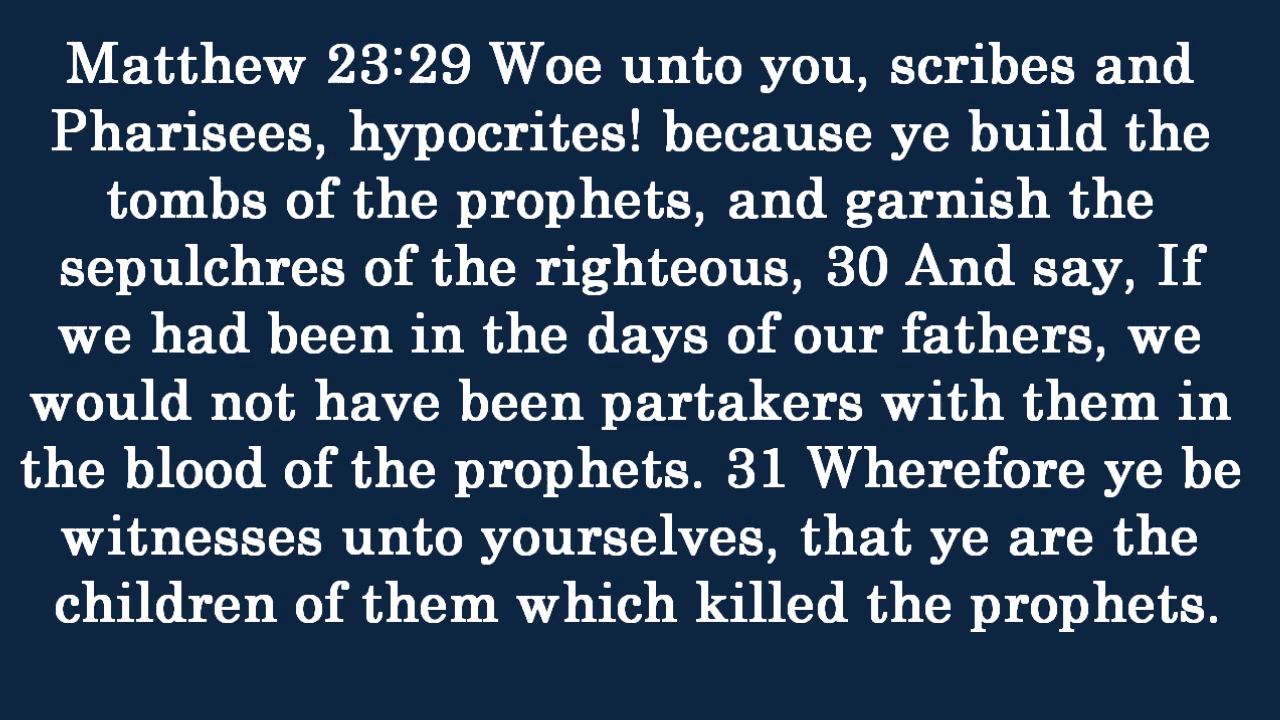 Matthew 23:29 Woe unto you, scribes and
Pharisees, hypocrites! because ye build the
tombs of the prophets, and garnish the
sepulchres of the righteous, 30 And say, If
we had been in the days of our fathers, we
would not have been partakers with them in
the blood of the prophets. 31 Wherefore ye be
witnesses unto yourselves, that ye are the
children of them which killed the prophets.